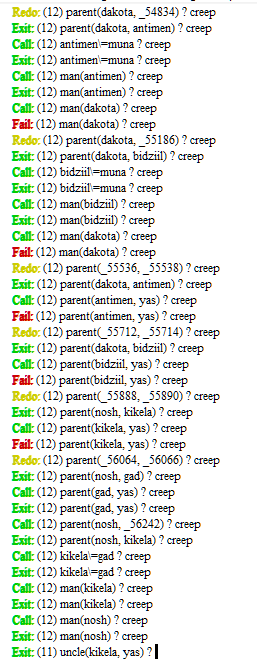 Redo: (12) parent(dakota, _54834) ? creep
Exit: (12) parent(dakota, antimen) ? creep
Call: (12) antimen\=muna ? creep
Exit: (12) antimen\=muna ? creep
Call: (12) man(antimen) ? creep
Exit: (12) man(antimen) ? creep
Call: (12) man(dakota) ? creep
Fail: (12) man(dakota) ? creep
Redo: (12) parent(dakota, _55186) ? creep
Exit: (12) parent(dakota, bidziil) ? creep
Call: (12) bidziil\=muna ? creep
Exit: (12) bidziil\=muna ? creep
Call: (12) man(bidziil) ? creep
Exit: (12) man(bidziil) ? creep
Call: (12) man(dakota) ? creep
Fail: (12) man(dakota) ? creep
Redo: (12) parent(_55536, _55538) ? creep
Exit: (12) parent(dakota, antimen) ? creep
Call: (12) parent(antimen, yas) ? creep
Fail: (12) parent(antimen, yas) ? creep
Redo: (12) parent(_55712, _55714) ? creep
Exit: (12) parent(dakota, bidziil) ? creep
Call: (12) parent(bidziil, yas) ? creep
Fail: (12) parent(bidziil, yas) ? creep
Redo: (12) parent(_55888, _55890) ? creep
Exit: (12) parent(nosh, kikela) ? creep
Call: (12) parent(kikela, yas) ? creep
Fail: (12) parent(kikela, yas) ? creep
Redo: (12) parent(_56064, _56066) ? creep
Exit: (12) parent(nosh, gad) ? creep
Call: (12) parent(gad, yas) ? creep
Exit: (12) parent(gad, yas) ? creep
Call: (12) parent(nosh, _56242) ? creep
Exit: (12) parent(nosh, kikela) ? creep
Call: (12) kikela\=gad ? creep
Exit: (12) kikela\=gad ? creep
Call: (12) man(kikela) ? creep
Exit: (12) man(kikela) ? creep
Call: (12) man(nosh) ? creep
Exit: (12) man(nosh) ? creep
Exit: (11) uncle(kikela, yas) ?